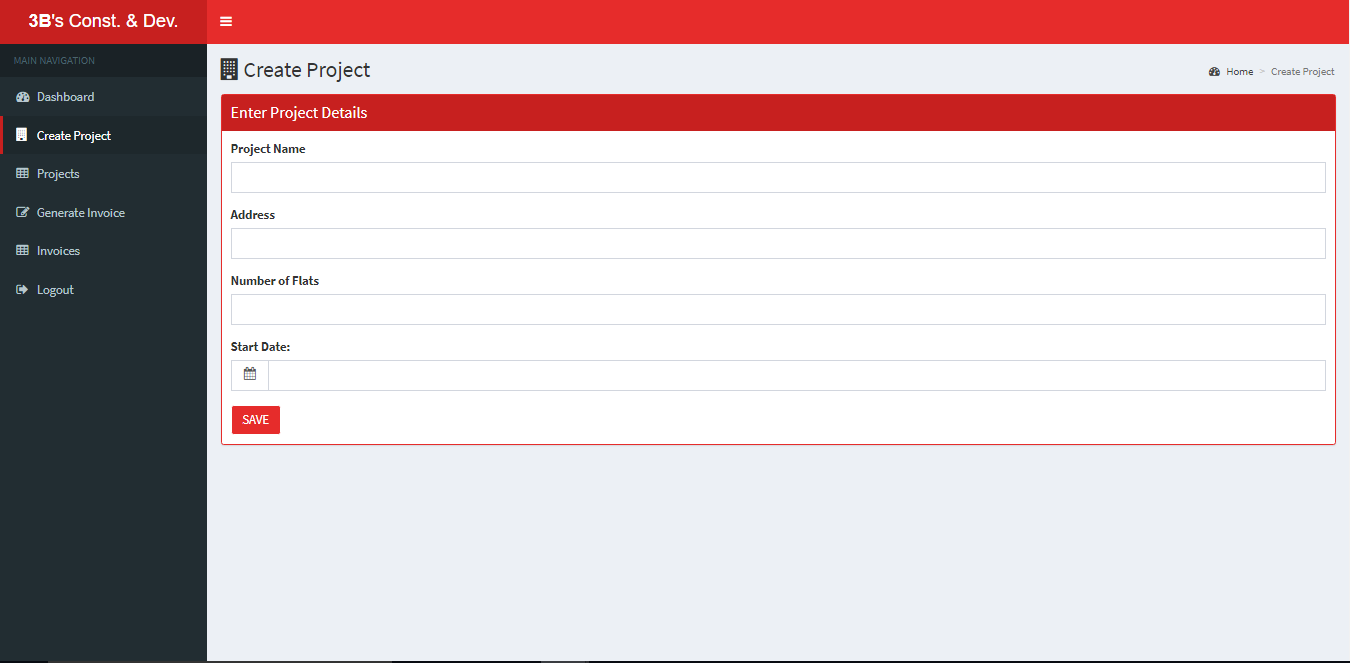 3B's Const. & Dev.
MAIN NAVIGATION
Dashboard
Create Project
Projects
Generate Invoice
Invoices
Logout
Create Project
Home > Create Project
Enter Project Details
Project Name
Address
Number of Flats
Start Date:
SAVE